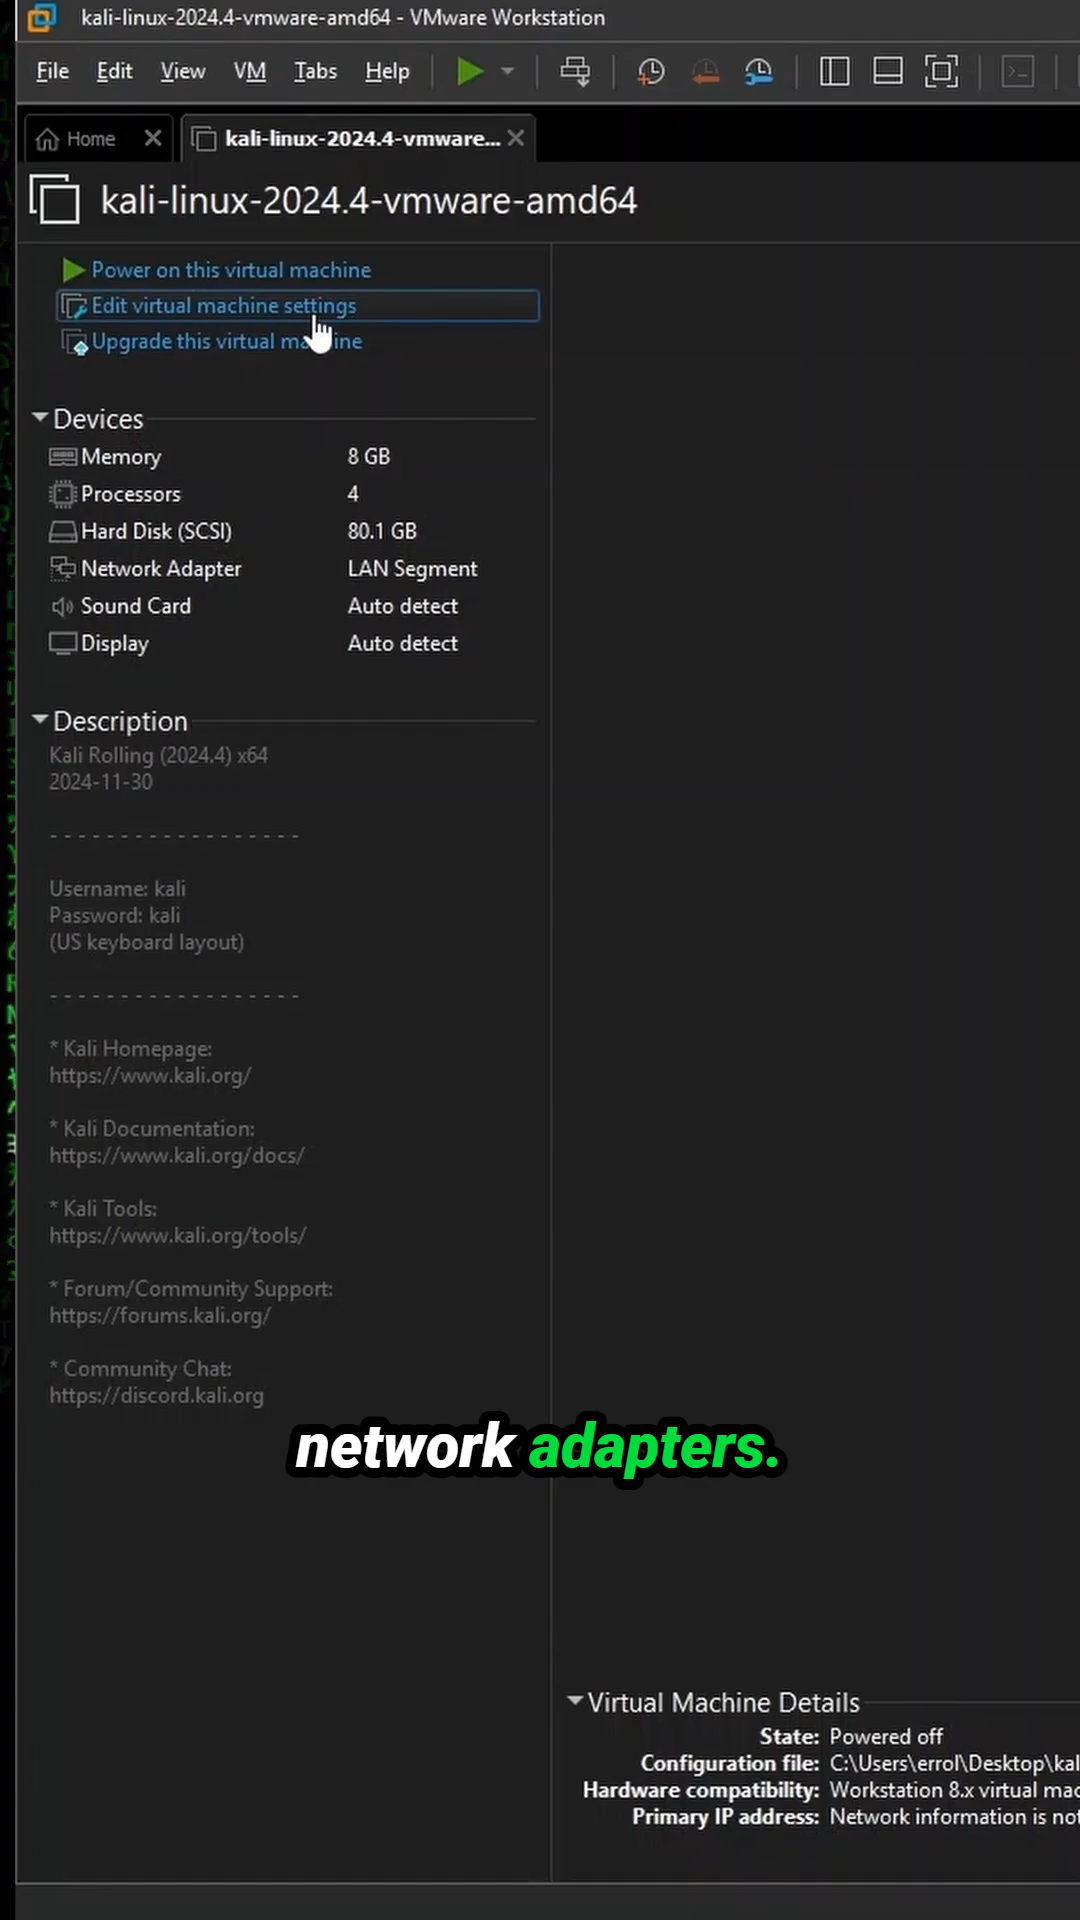 kali-linux-2024.4-vmware-amd64 - VMware Workstation
File Edit View VM Tabs Help
Home
kali-linux-2024.4-vmware...
kali-linux-2024.4-vmware-amd64
Power on this virtual machine
Edit virtual machine settings
Upgrade this virtual machine
Devices
Memory 8 GB
Processors 4
Hard Disk (SCSI) 80.1 GB
Network Adapter LAN Segment
Sound Card Auto detect
Display Auto detect
Description
Kali Rolling (2024.4) x64
2024-11-30
- - - - - - - - - - - - - - - - - -
Username: kali
Password: kali
(US keyboard layout)
- - - - - - - - - - - - - - - - - -
* Kali Homepage:
https://www.kali.org/
* Kali Documentation:
https://www.kali.org/docs/
* Kali Tools:
https://www.kali.org/tools/
* Forum/Community Support:
https://forums.kali.org/
* Community Chat:
https://discord.kali.org
network adapters.
Virtual Machine Details
State: Powered off
Configuration file: C:\Users\errol\Desktop\kal
Hardware compatibility: Workstation 8.x virtual mac
Primary IP address: Network information is not